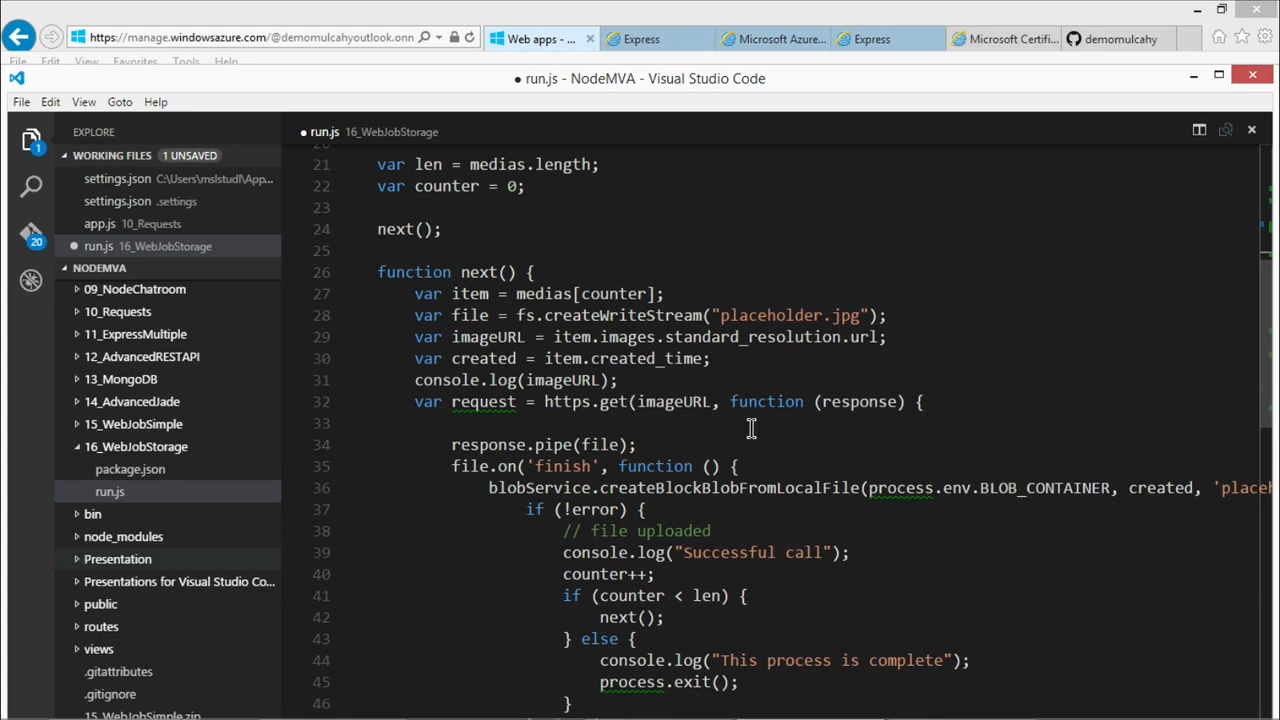 https://manage.windowsazure.com/@demomulcahyoutlook.onn
Web apps - ...
Express
Microsoft Azure...
Express
Microsoft Certifi...
demomulcahy
File Edit View Favorites Tools Help
● run.js - NodeMVA - Visual Studio Code
File Edit View Goto Help
EXPLORE
WORKING FILES 1 UNSAVED
settings.json C:\Users\mslstudl\App...
settings.json .settings
app.js 10_Requests
run.js 16_WebJobStorage
NODEMVA
09_NodeChatroom
10_Requests
11_ExpressMultiple
12_AdvancedRESTAPI
13_MongoDB
14_AdvancedJade
15_WebJobSimple
16_WebJobStorage
package.json
run.js
bin
node_modules
Presentation
Presentations for Visual Studio Co...
public
routes
views
.gitattributes
.gitignore
15_WebJobSimple.zip
1
20
● run.js 16_WebJobStorage
20
21 var len = medias.length;
22 var counter = 0;
23
24 next();
25
26 function next() {
27 var item = medias[counter];
28 var file = fs.createWriteStream("placeholder.jpg");
29 var imageURL = item.images.standard_resolution.url;
30 var created = item.created_time;
31 console.log(imageURL);
32 var request = https.get(imageURL, function (response) {
33
34 response.pipe(file);
35 file.on('finish', function () {
36 blobService.createBlockBlobFromLocalFile(process.env.BLOB_CONTAINER, created, 'placeh
37 if (!error) {
38 // file uploaded
39 console.log("Successful call");
40 counter++;
41 if (counter < len) {
42 next();
43 } else {
44 console.log("This process is complete");
45 process.exit();
46 }